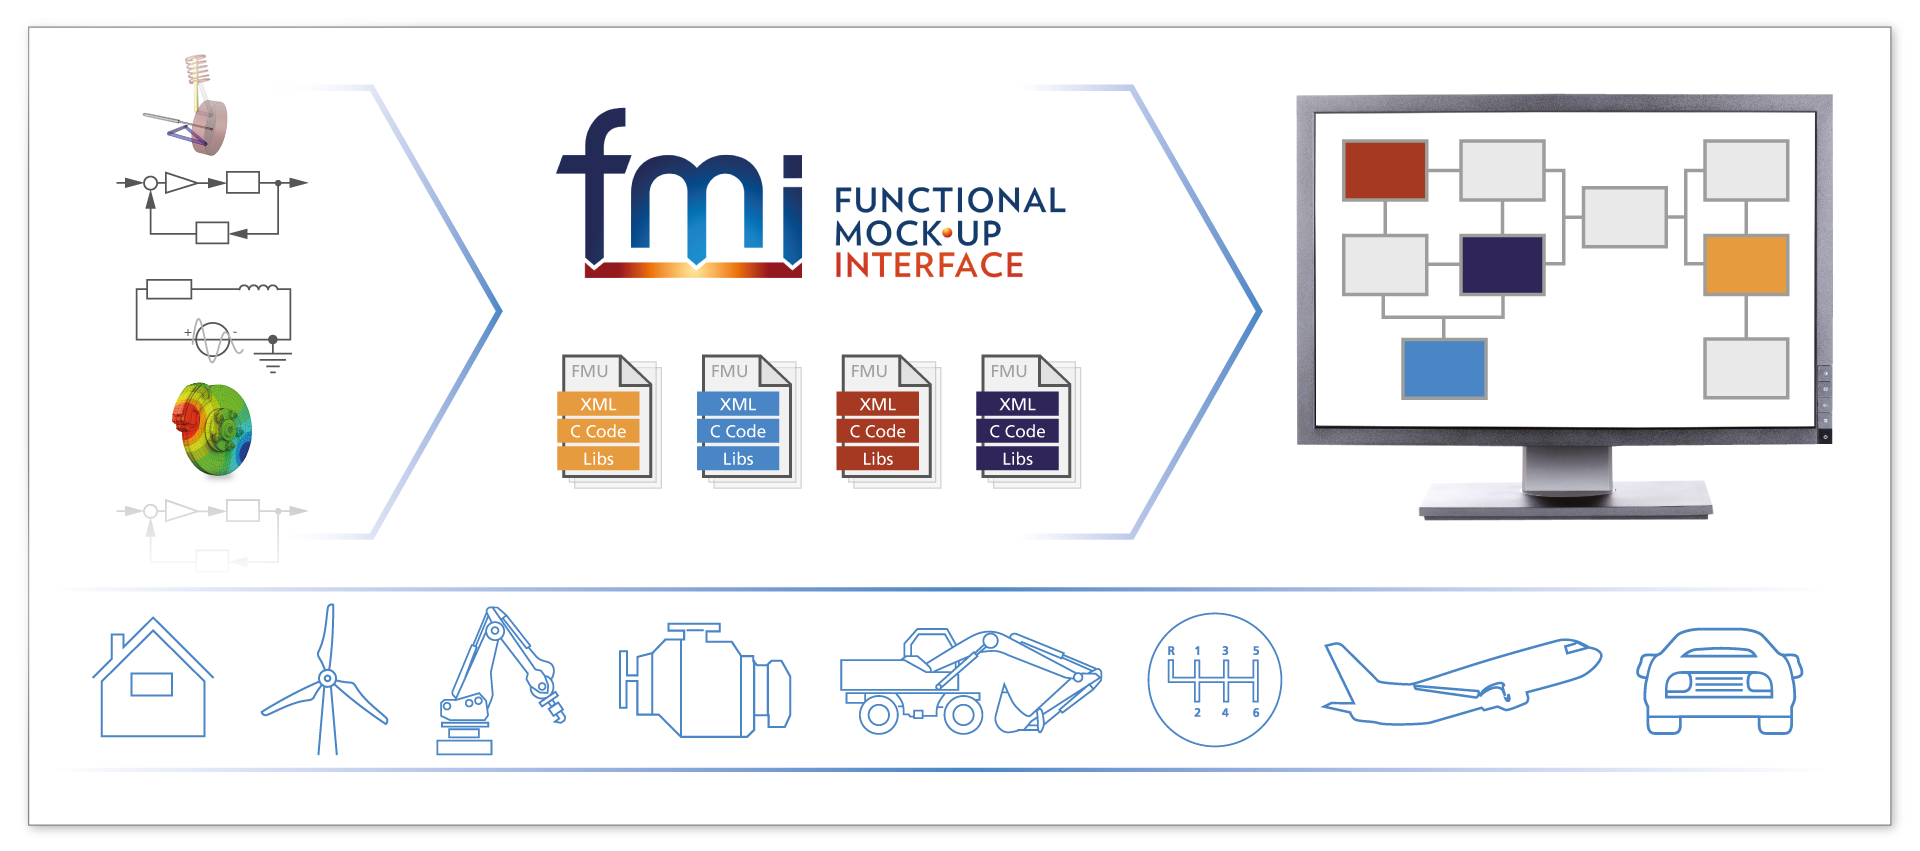 fmi
FUNCTIONAL
MOCK•UP
INTERFACE
+ -
FMU
XML
C Code
Libs
FMU
XML
C Code
Libs
FMU
XML
C Code
Libs
FMU
XML
C Code
Libs
R 1 3 5
2 4 6